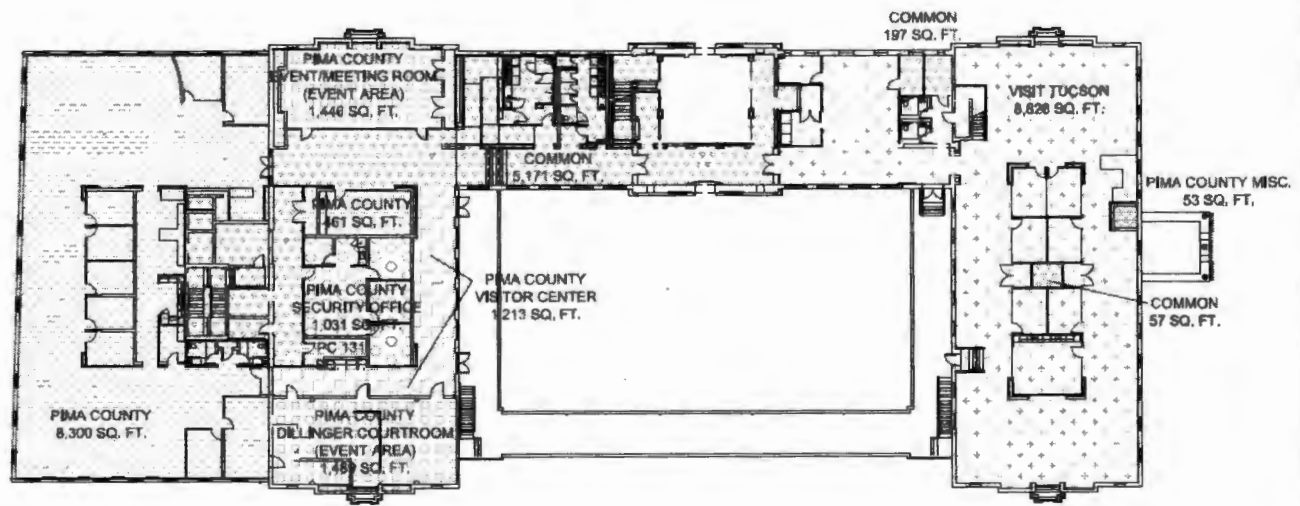 COMMON
197 SQ. FT.
PIMA COUNTY
EVENT/MEETING ROOM
(EVENT AREA)
1,446 SQ. FT.
VISIT TUCSON
8,828 SQ. FT.
COMMON
5,171 SQ. FT.
PIMA COUNTY MISC.
53 SQ. FT.
PIMA COUNTY
461 SQ. FT.
PIMA COUNTY
VISITOR CENTER
1,213 SQ. FT.
PIMA COUNTY
SECURITY OFFICE
1,031 SQ. FT.
COMMON
57 SQ. FT.
PC 131
SQ. FT.
PIMA COUNTY
8,300 SQ. FT.
PIMA COUNTY
DILLINGER COURTROOM
(EVENT AREA)
SQ. FT.